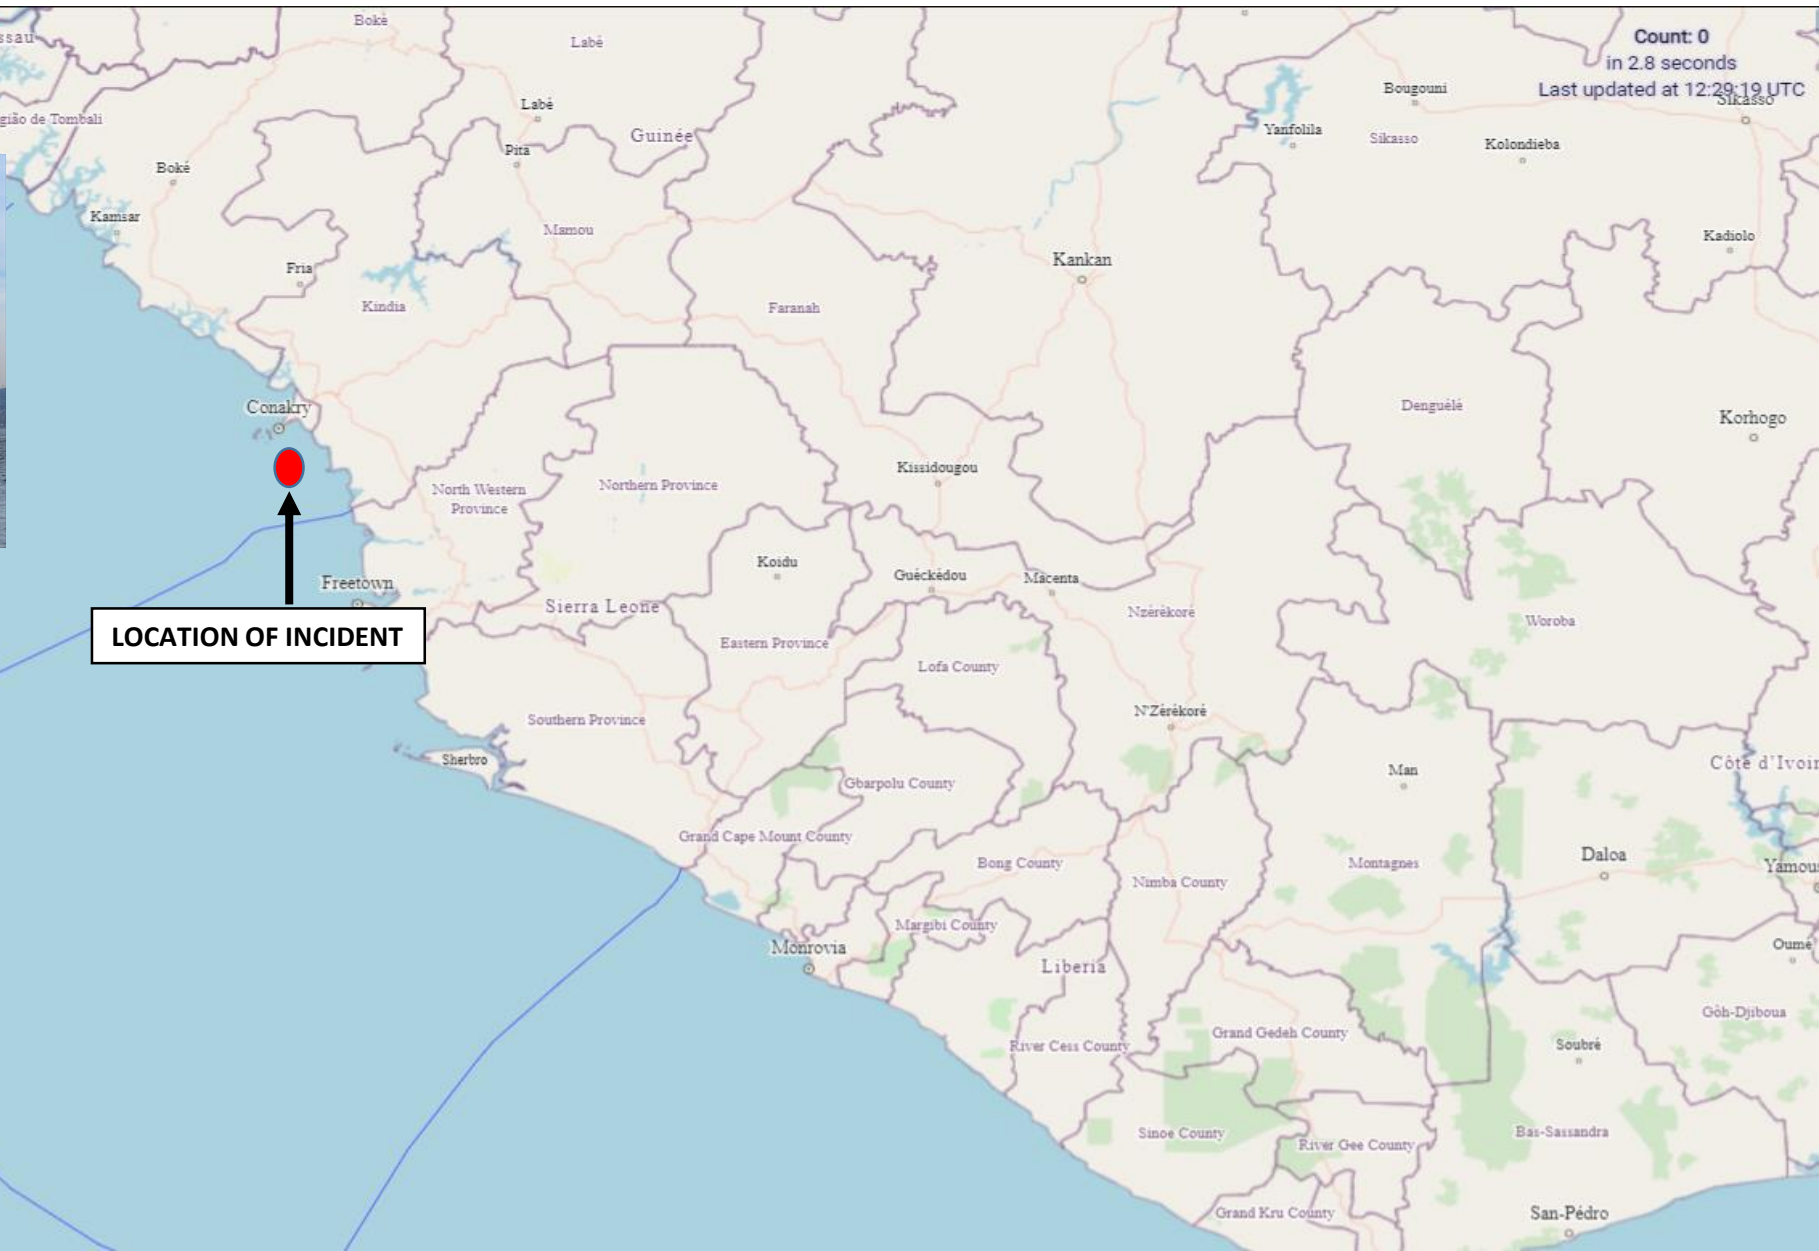 Boké
Labé
ssau
Count: 0
in 2.8 seconds
Last updated at 12:29:19 UTC
Bougouni
Sikasso
Labé
gião de Tombali
Guinée
Yanfolila
Sikasso
Kolondieba
Pita
Boké
Kamsar
Mamou
Kadiolo
Kankan
Fria
Kindia
Faranah
Conakry
Denguélé
Korhogo
Kissidougou
North Western
Province
Northern Province
Koidu
Guéckédou
Macenta
Freetown
Sierra Leone
Nzérékoré
Woroba
LOCATION OF INCIDENT
Eastern Province
Lofa County
N'Zérékoré
Southern Province
Sherbro
Man
Côte d'Ivoir
Gbarpolu County
Grand Cape Mount County
Bong County
Montagnes
Daloa
Yamous
Nimba County
Margibi County
Monrovia
Oumé
Liberia
Gôh-Djiboua
Grand Gedeh County
River Cess County
Soubré
Sinoe County
River Gee County
Bas-Sassandra
Grand Kru County
San-Pédro